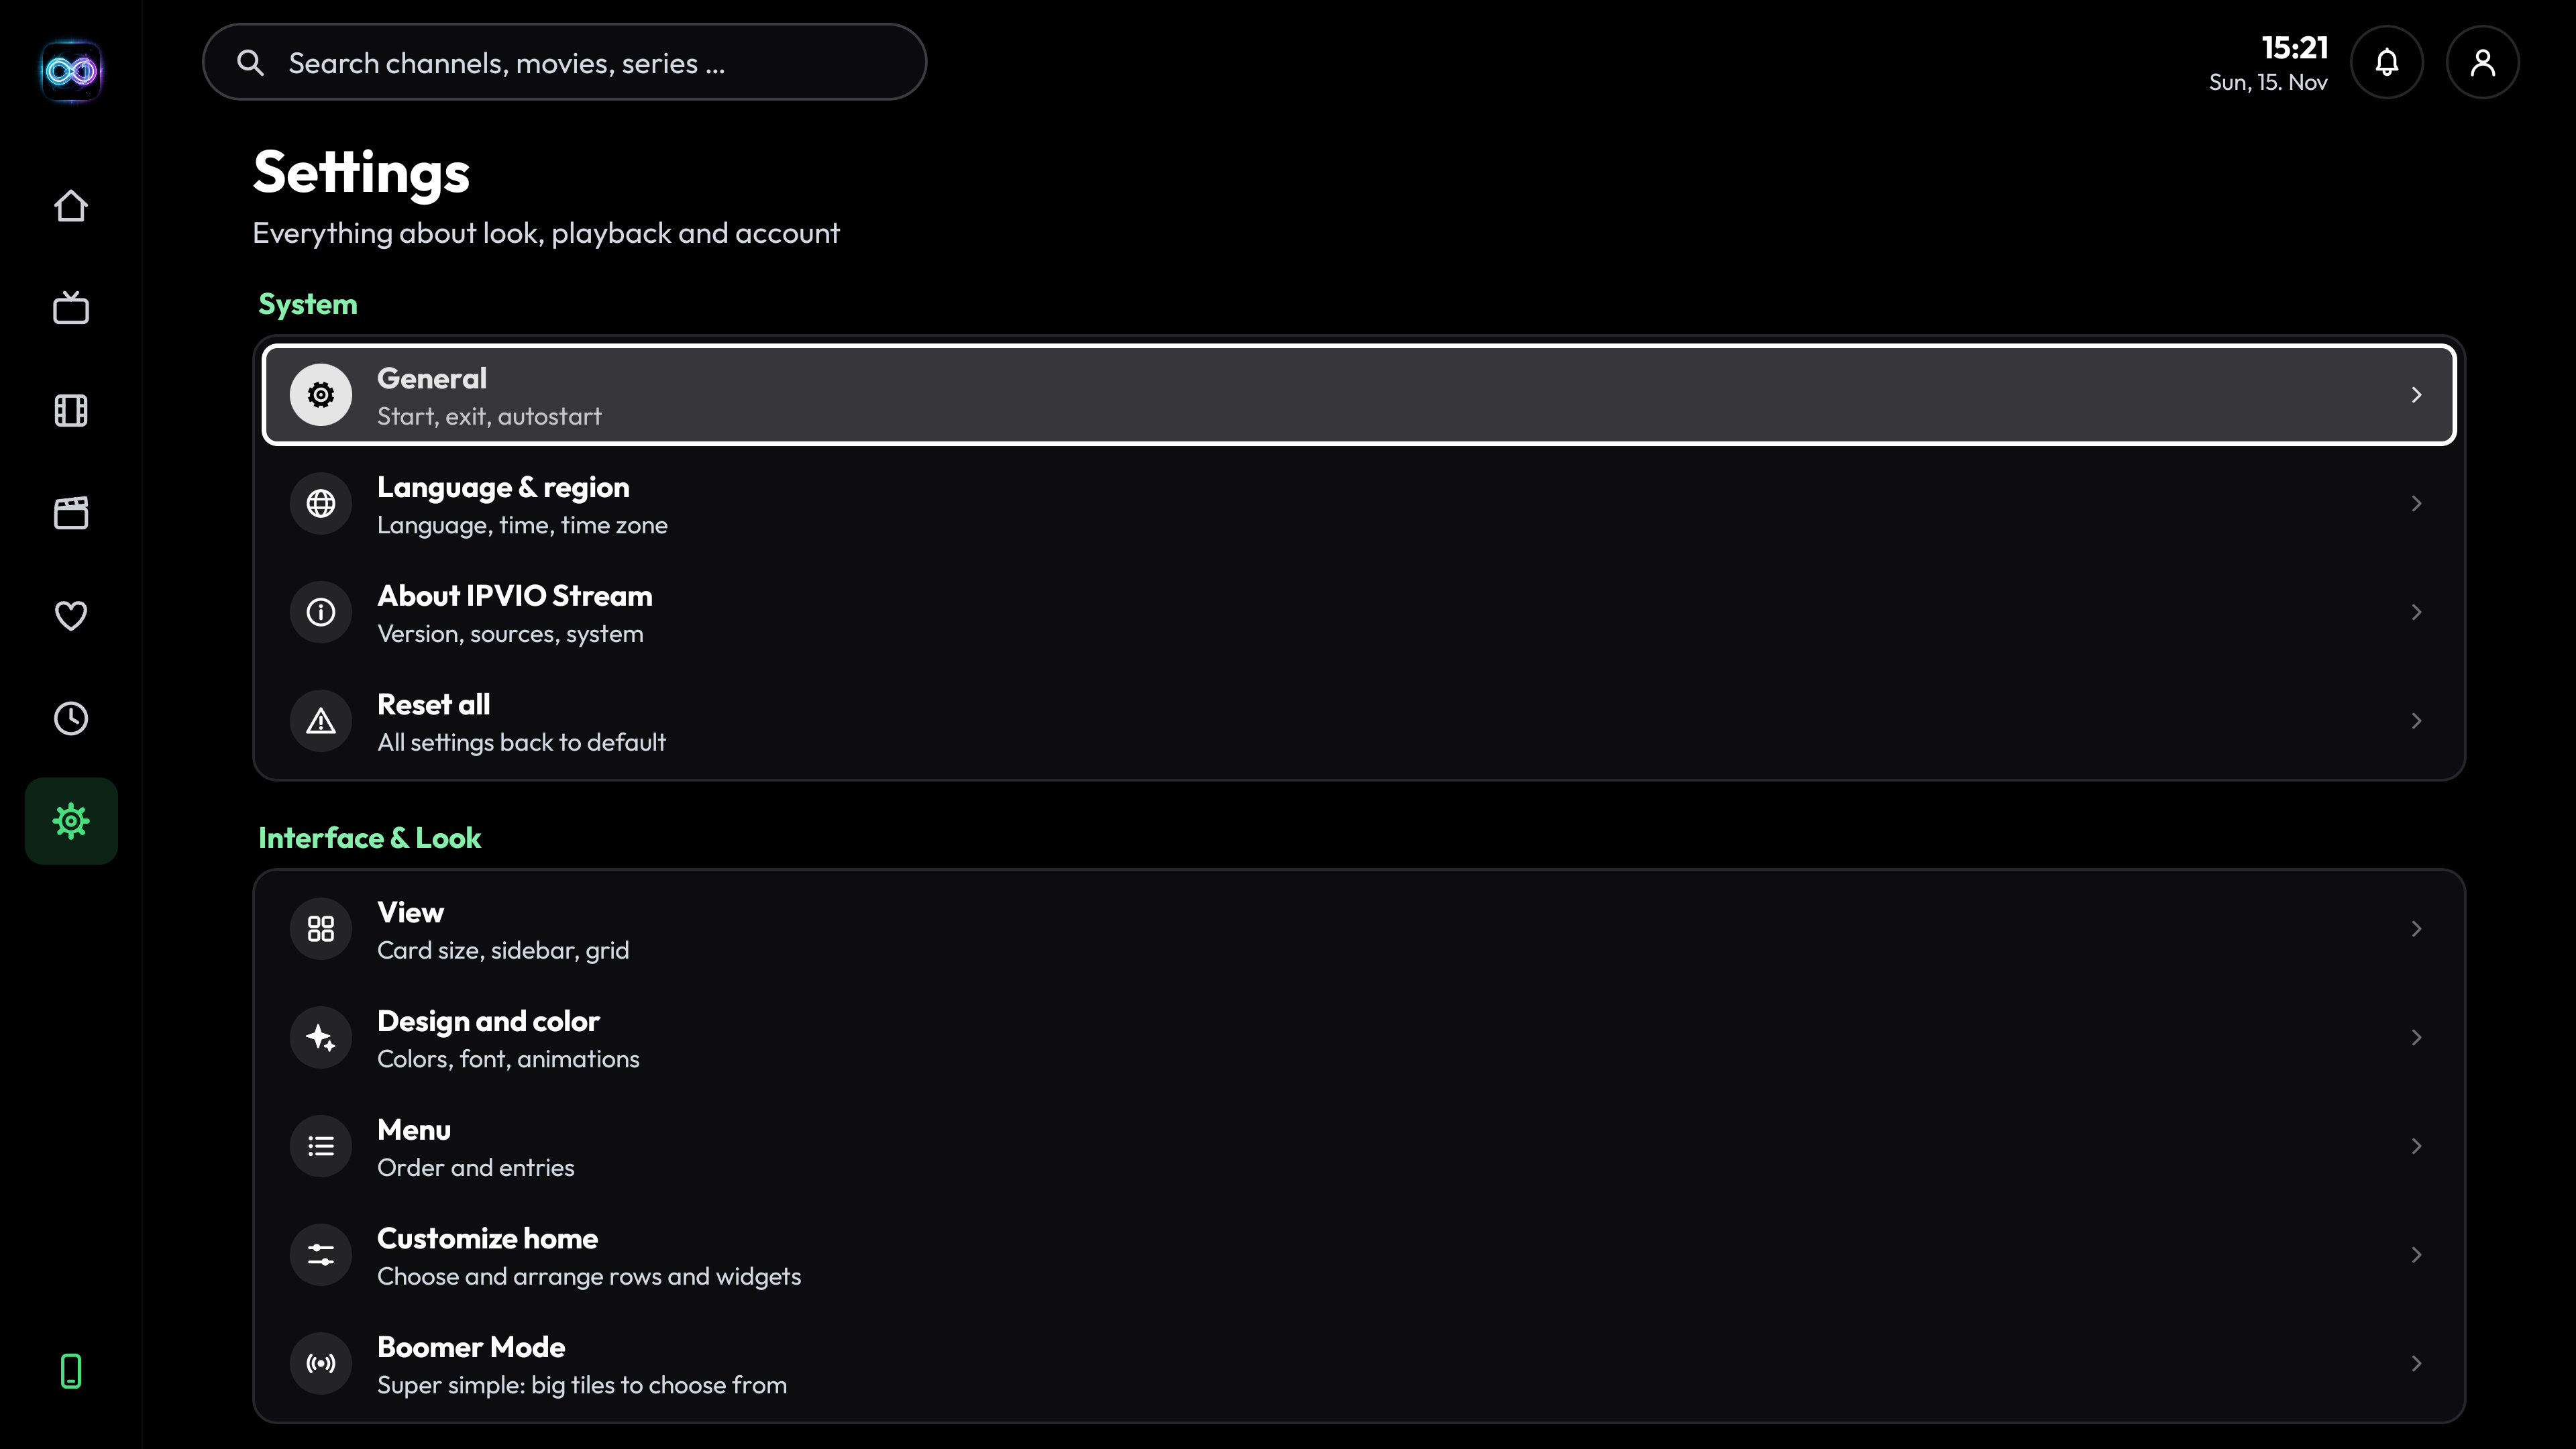 Search channels, movies, series ...
15:21
Sun, 15. Nov
Settings
Everything about look, playback and account
System
General
Start, exit, autostart
Language & region
Language, time, time zone
About IPVIO Stream
Version, sources, system
Reset all
All settings back to default
Interface & Look
View
Card size, sidebar, grid
Design and color
Colors, font, animations
Menu
Order and entries
Customize home
Choose and arrange rows and widgets
Boomer Mode
Super simple: big tiles to choose from